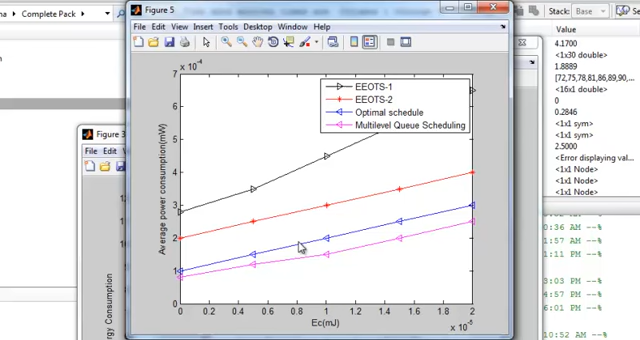 Complete Pack
Figure 5
File Edit View Insert Tools Desktop Window Help
x 10^-4
7
6
5
4
3
2
1
0
Average power consumption(mW)
EEOTS-1
EEOTS-2
Optimal schedule
Multilevel Queue Scheduling
0 0.2 0.4 0.6 0.8 1 1.2 1.4 1.6 1.8 2
Ec(mJ)
x 10^-5
Figure 3
File Edit
Energy Consumption
Stack: Base
Value
4.1700
<1x30 double>
1.8889
[72,75,78,81,86,89,90,...
<16x1 double>
0
0.2846
<1x1 sym>
<1x1 sym>
2.5000
<Error displaying val
<1x1 Node>
<1x1 Node>
<1x1 Node>
0:36 AM --%
1:57 AM --%
1:11 PM --%
3:03 PM --%
4:57 PM --%
6:01 PM --%
10:52 AM --%